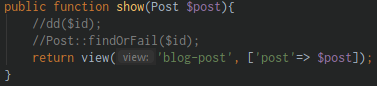 public function show(Post $post){
//dd($id);
//Post::findOrFail($id);
return view( view: 'blog-post', ['post'=> $post]);
}